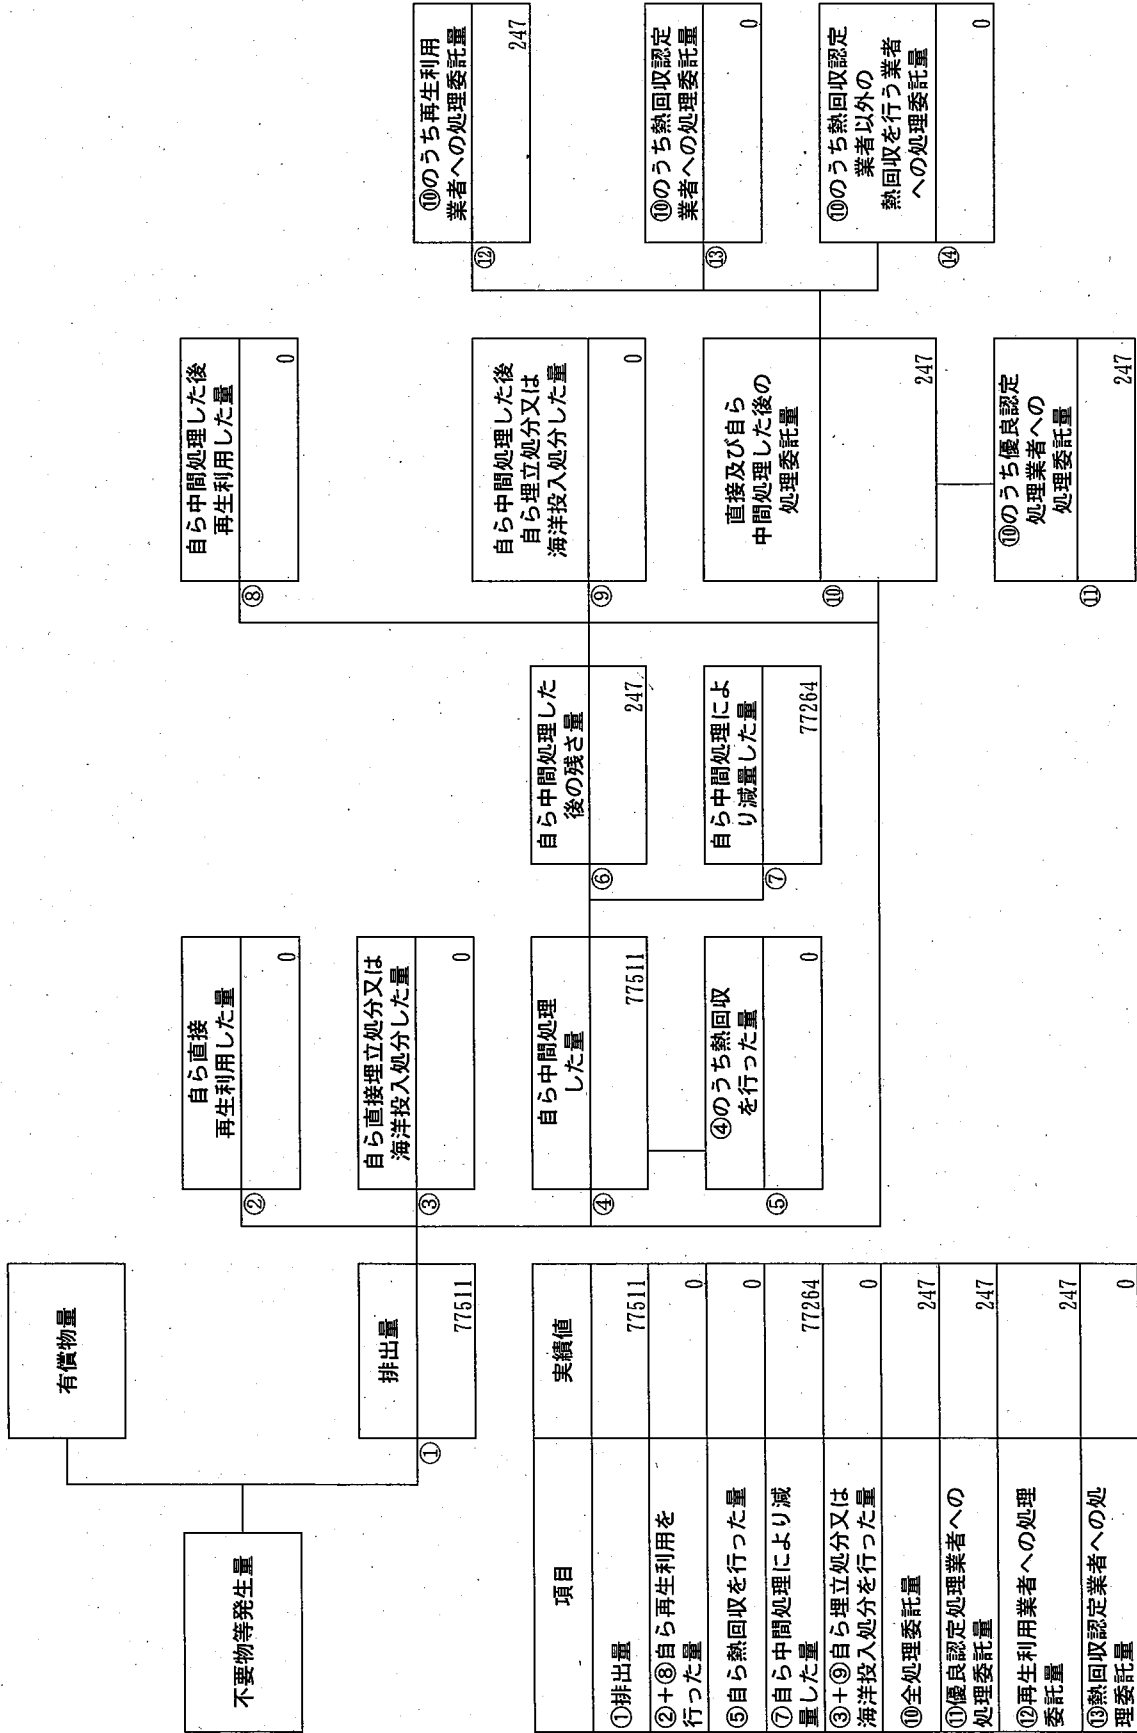 不要物等発生量
有償物量
排出量
①
77511
自ら直接
再生利用した量
②
0
自ら直接埋立処分又は
海洋投入処分した量
③
0
自ら中間処理
した量
④
77511
④のうち熱回収
を行った量
⑤
0
自ら中間処理した
後の残さ量
⑥
247
自ら中間処理によ
り減量した量
⑦
77264
自ら中間処理した後
再生利用した量
⑧
0
自ら中間処理した後
自ら埋立処分又は
海洋投入処分した量
⑨
0
直接及び自ら
中間処理した後の
処理委託量
⑩
247
⑩のうち優良認定
処理業者への
処理委託量
⑪
247
⑩のうち再生利用
業者への処理委託量
⑫
247
⑩のうち熱回収認定
業者への処理委託量
⑬
0
⑩のうち熱回収認定
業者以外の
熱回収を行う業者
への処理委託量
⑭
0
項目 実績値
①排出量 77511
②+⑧自ら再生利用を
行った量 0
⑤自ら熱回収を行った量 0
⑦自ら中間処理により減
量した量 77264
③+⑨自ら埋立処分又は
海洋投入処分を行った量 0
⑩全処理委託量 247
⑪優良認定処理業者への
処理委託量 247
⑫再生利用業者への処理
委託量 247
⑬熱回収認定業者への処
理委託量 0